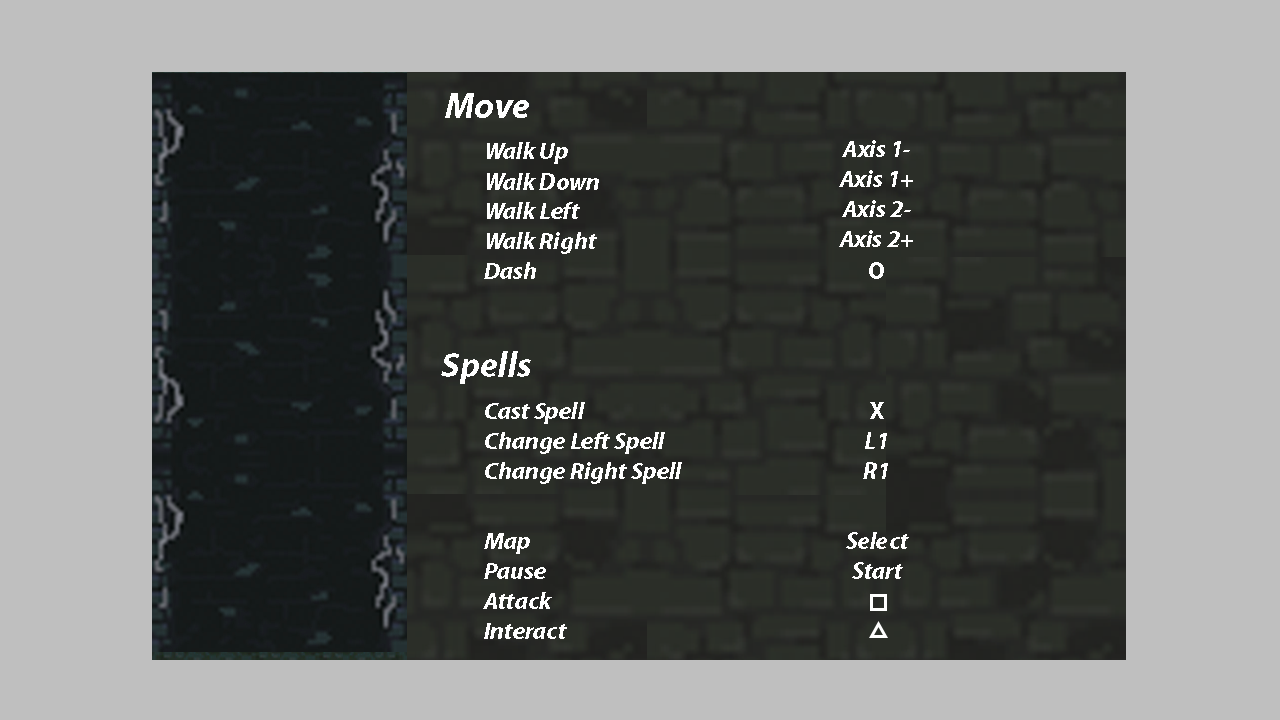 Move
Walk Up Axis 1-
Walk Down Axis 1+
Walk Left Axis 2-
Walk Right Axis 2+
Dash O
Spells
Cast Spell X
Change Left Spell L1
Change Right Spell R1
Map Select
Pause Start
Attack □
Interact △